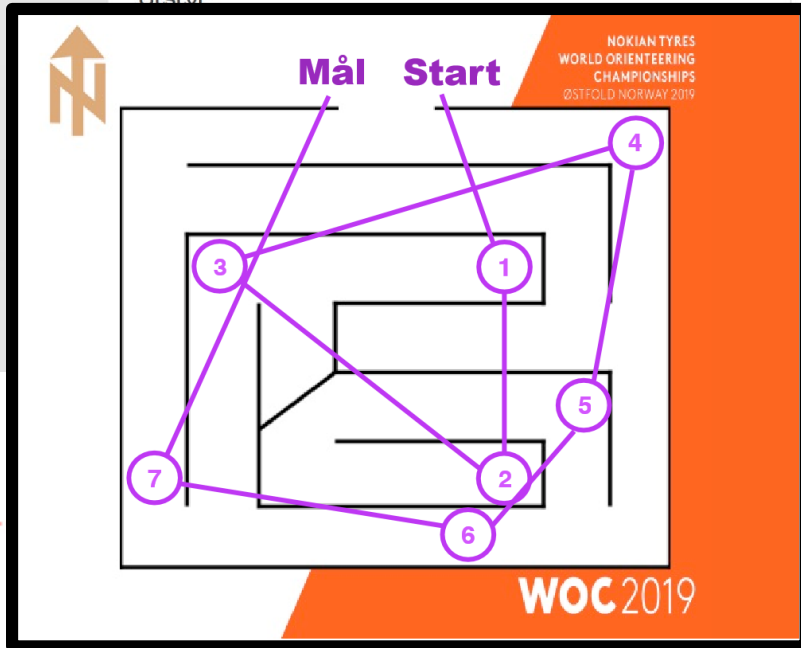 NOKIAN TYRES
WORLD ORIENTEERING
CHAMPIONSHIPS
ØSTFOLD NORWAY 2019
Mål Start
4
3
1
5
7
2
6
WOC2019